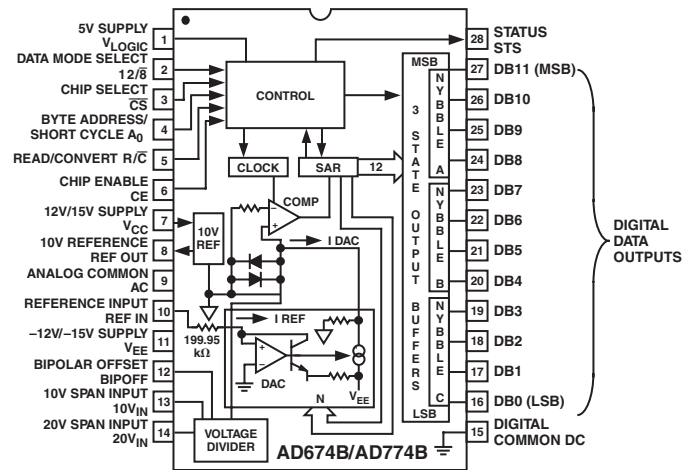 5V SUPPLY
VLOGIC
1
DATA MODE SELECT
12/8̅
2
CHIP SELECT
C̅S̅
3
BYTE ADDRESS/
SHORT CYCLE A0
4
READ/CONVERT R/C̅
5
CHIP ENABLE
CE
6
12V/15V SUPPLY
VCC
7
10V REFERENCE
REF OUT
8
ANALOG COMMON
AC
9
REFERENCE INPUT
REF IN
10
–12V/–15V SUPPLY
VEE
11
BIPOLAR OFFSET
BIPOFF
12
10V SPAN INPUT
10VIN
13
20V SPAN INPUT
20VIN
14
CONTROL
CLOCK
SAR
12
COMP
10V
REF
I DAC
I REF
199.95
kΩ
DAC
VEE
N
VOLTAGE
DIVIDER
AD674B/AD774B
MSB
3 STATE OUTPUT BUFFERS
LSB
NYBBLE A
NYBBLE B
NYBBLE C
28
STATUS
STS
27
DB11 (MSB)
26
DB10
25
DB9
24
DB8
23
DB7
22
DB6
21
DB5
20
DB4
19
DB3
18
DB2
17
DB1
16
DB0 (LSB)
15
DIGITAL
COMMON DC
DIGITAL
DATA
OUTPUTS